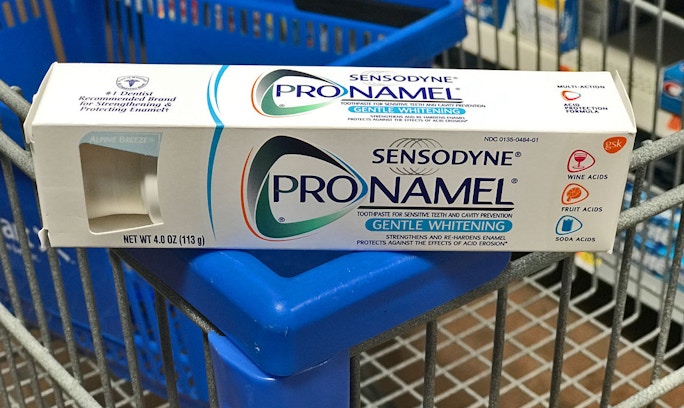 #1 Dentist
Recommended Brand
for Strengthening &
Protecting Enamel†
SENSODYNE®
PRONAMEL®
TOOTHPASTE FOR SENSITIVE TEETH AND CAVITY PREVENTION
GENTLE WHITENING
STRENGTHENS AND RE-HARDENS ENAMEL
PROTECTS AGAINST THE EFFECTS OF ACID EROSION*
MULTI-ACTION
ACID
PROTECTION
FORMULA
ALPINE BREEZE™
NDC 0135-0484-01
gsk
SENSODYNE®
PRONAMEL®
TOOTHPASTE FOR SENSITIVE TEETH AND CAVITY PREVENTION
GENTLE WHITENING
STRENGTHENS AND RE-HARDENS ENAMEL
PROTECTS AGAINST THE EFFECTS OF ACID EROSION*
WINE ACIDS
FRUIT ACIDS
SODA ACIDS
NET WT 4.0 OZ (113 g)